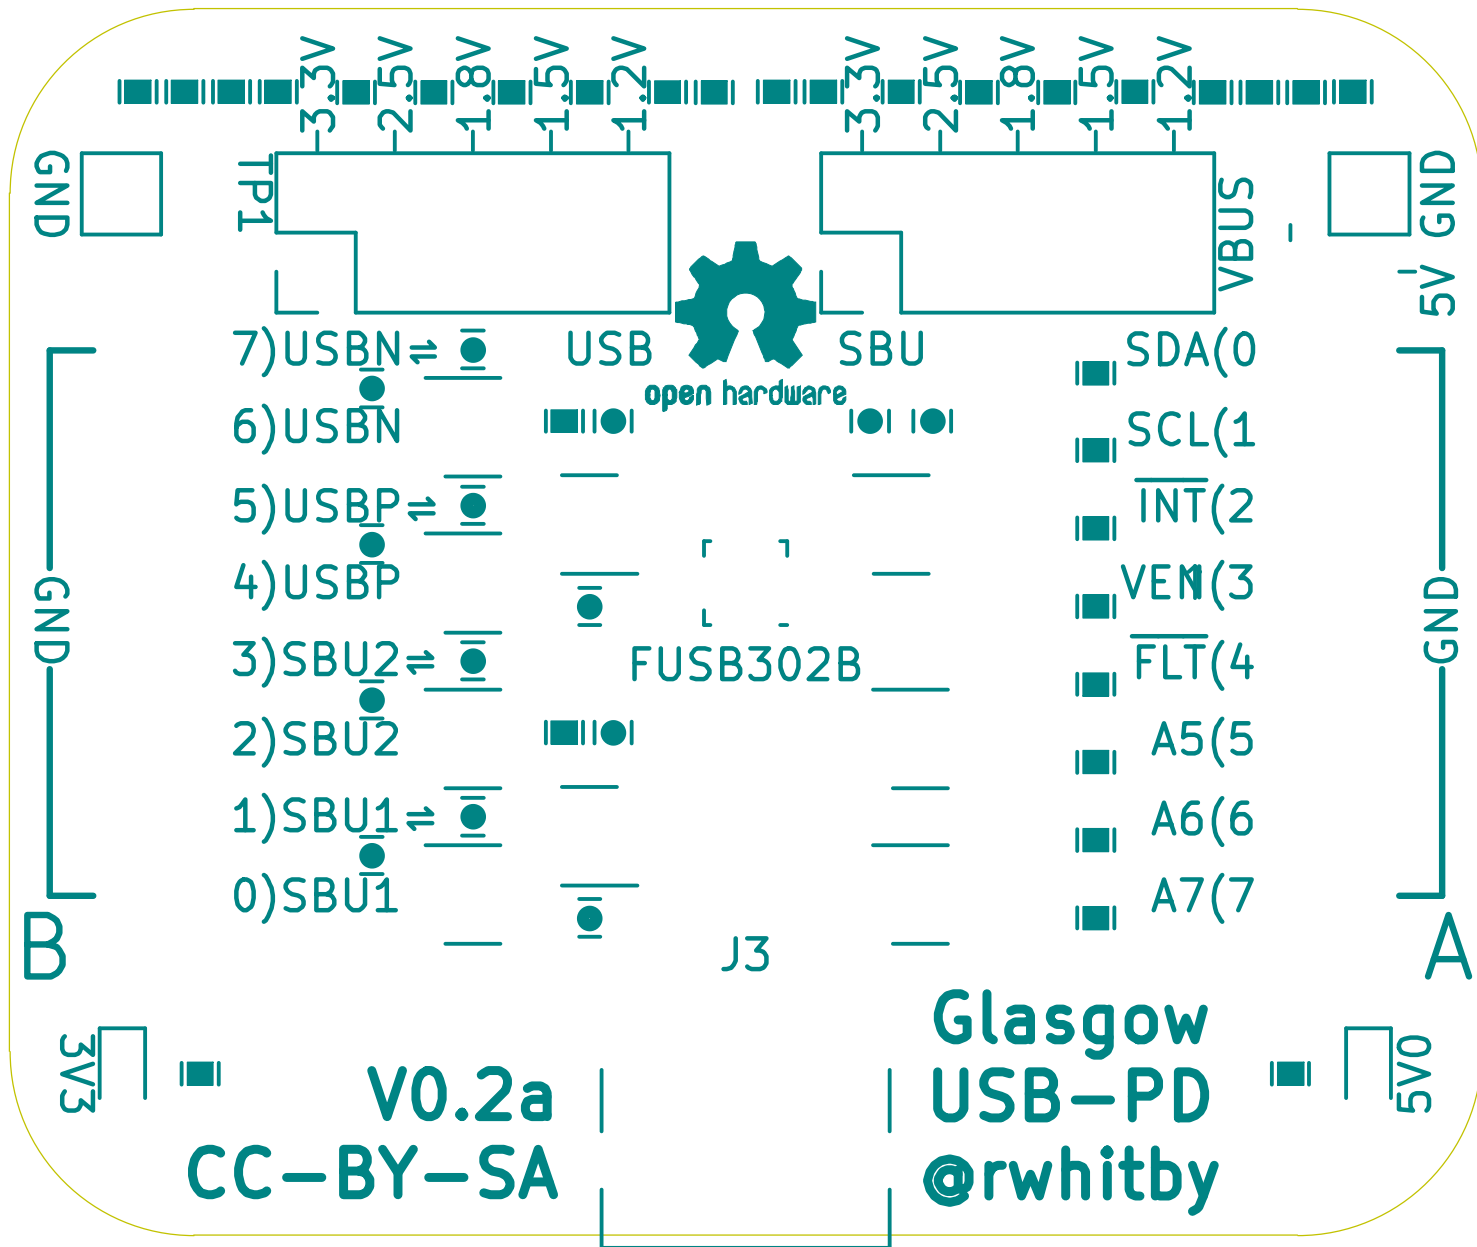 3.3V 2.5V 1.8V 1.5V 1.2V 3.3V 2.5V 1.8V 1.5V 1.2V
GND TP1 VBUS GND
5V
7)USBN⇌ USB SBU SDA(0
open hardware
6)USBN SCL(1
5)USBP⇌ INT(2
4)USBP (3
GND GND
3)SBU2⇌ FUSB302B FLT(4
2)SBU2 A5(5
1)SBU1⇌ A6(6
0)SBU1 A7(7
B J3 A
Glasgow
3V3 V0.2a USB-PD 5V0
CC-BY-SA @rwhitby